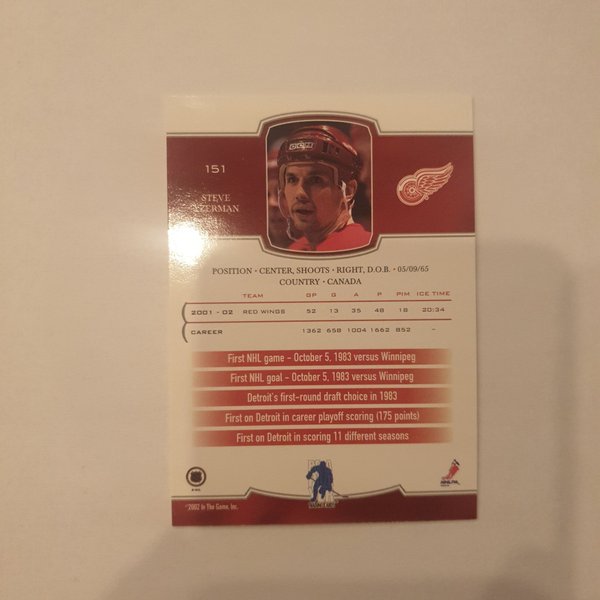 151
STEVE
YZERMAN
CCM
POSITION • CENTER, SHOOTS • RIGHT, D.O.B. • 05/09/65
COUNTRY • CANADA
TEAM GP G A P PIM ICE TIME
2001 - 02 RED WINGS 52 13 35 48 18 20:34
CAREER 1362 658 1004 1662 852 –
First NHL game – October 5, 1983 versus Winnipeg
First NHL goal – October 5, 1983 versus Winnipeg
Detroit's first-round draft choice in 1983
First on Detroit in career playoff scoring (175 points)
First on Detroit in scoring 11 different seasons
NHLPA
©2002 In The Game, Inc.